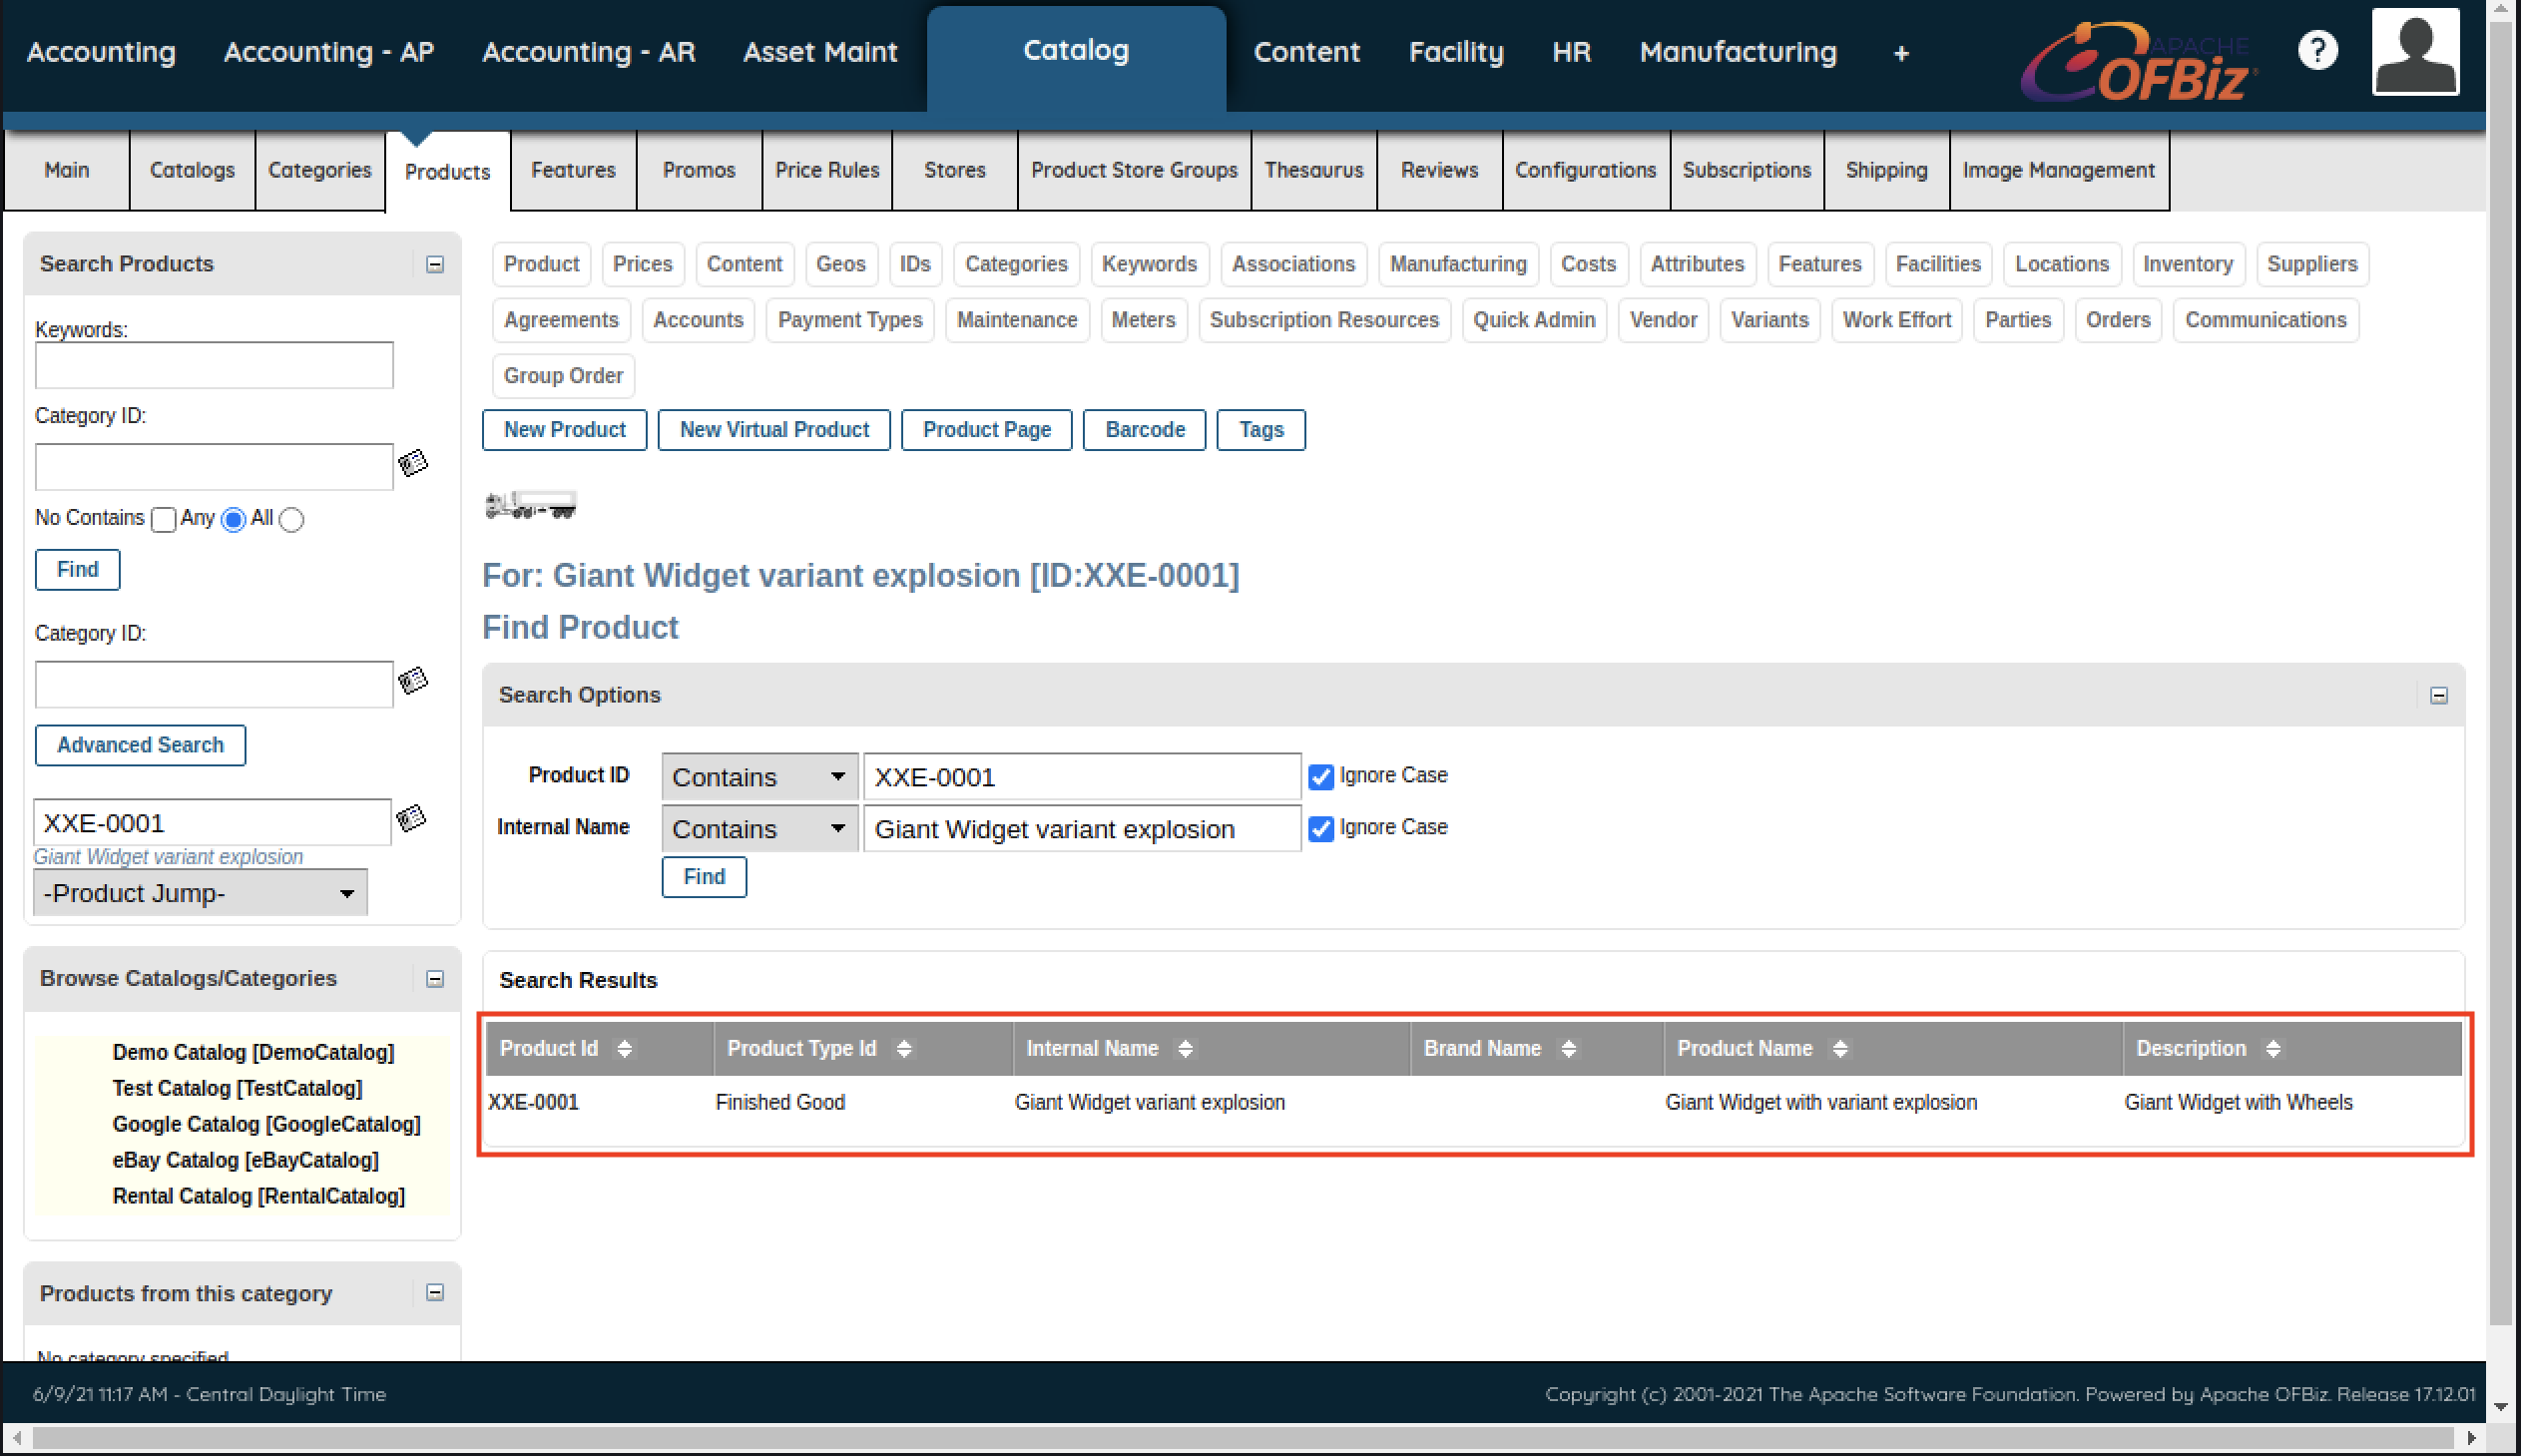 Accounting Accounting - AP Accounting - AR Asset Maint Catalog Content Facility HR Manufacturing +
APACHE
OFBiz
?
Main Catalogs Categories Products Features Promos Price Rules Stores Product Store Groups Thesaurus Reviews Configurations Subscriptions Shipping Image Management
Search Products
Keywords:
Category ID:
No Contains Any All
Find
Category ID:
Advanced Search
XXE-0001
Giant Widget variant explosion
-Product Jump-
Browse Catalogs/Categories
Demo Catalog [DemoCatalog]
Test Catalog [TestCatalog]
Google Catalog [GoogleCatalog]
eBay Catalog [eBayCatalog]
Rental Catalog [RentalCatalog]
Products from this category
No category specified
Product Prices Content Geos IDs Categories Keywords Associations Manufacturing Costs Attributes Features Facilities Locations Inventory Suppliers
Agreements Accounts Payment Types Maintenance Meters Subscription Resources Quick Admin Vendor Variants Work Effort Parties Orders Communications
Group Order
New Product New Virtual Product Product Page Barcode Tags
For: Giant Widget variant explosion [ID:XXE-0001]
Find Product
Search Options
Product ID Contains XXE-0001 Ignore Case
Internal Name Contains Giant Widget variant explosion Ignore Case
Find
Search Results
Product Id Product Type Id Internal Name Brand Name Product Name Description
XXE-0001 Finished Good Giant Widget variant explosion Giant Widget with variant explosion Giant Widget with Wheels
6/9/21 11:17 AM - Central Daylight Time
Copyright (c) 2001-2021 The Apache Software Foundation. Powered by Apache OFBiz. Release 17.12.01